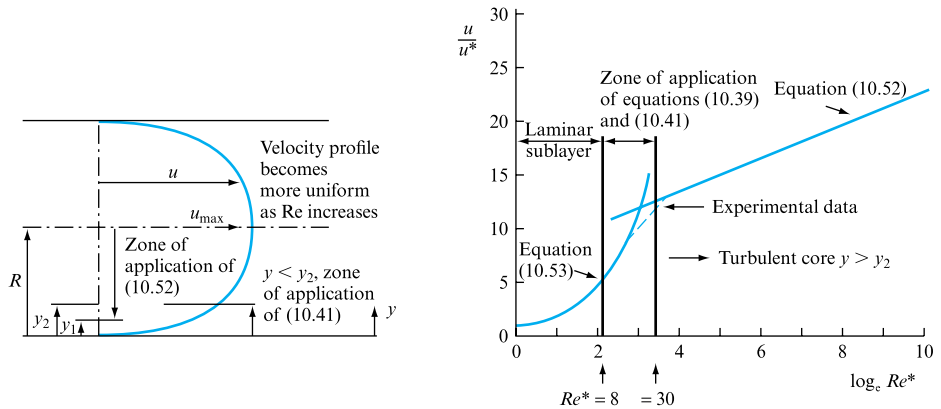 Velocity profile
becomes
more uniform
as Re increases
u
u_max
Zone of
application of
(10.52)
y < y₂, zone
of application
of (10.41)
R
y₂
y₁
y
u
u*
30
25
20
15
10
5
0
Zone of application
of equations (10.39)
and (10.41)
Equation (10.52)
Laminar
sublayer
Experimental data
Equation
(10.53)
Turbulent core y > y₂
0 2 4 6 8 10
logₑ Re*
Re* = 8 = 30